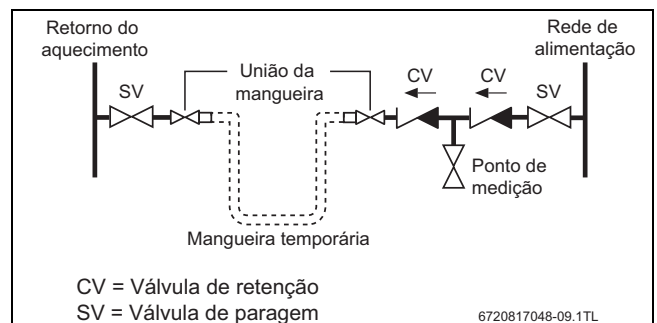 Retorno do
aquecimento
Rede de
alimentação
SV
União da
mangueira
CV
CV
SV
Ponto de
medição
Mangueira temporária
CV = Válvula de retenção
SV = Válvula de paragem
6720817048-09.1TL